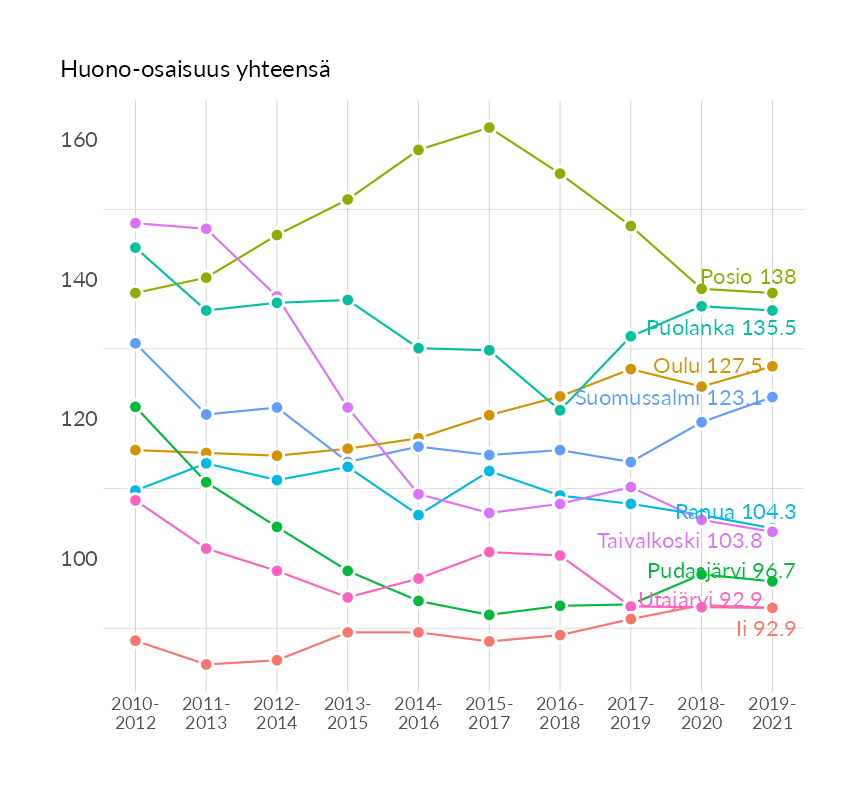 Huono-osaisuus yhteensä
160
140
120
100
Posio 138
Puolanka 135.5
Oulu 127.5
Suomussalmi 123.1
Ranua 104.3
Taivalkoski 103.8
Pudasjärvi 96.7
Utajärvi 92.9
Ii 92.9
2010- 2011- 2012- 2013- 2014- 2015- 2016- 2017- 2018- 2019-
2012 2013 2014 2015 2016 2017 2018 2019 2020 2021